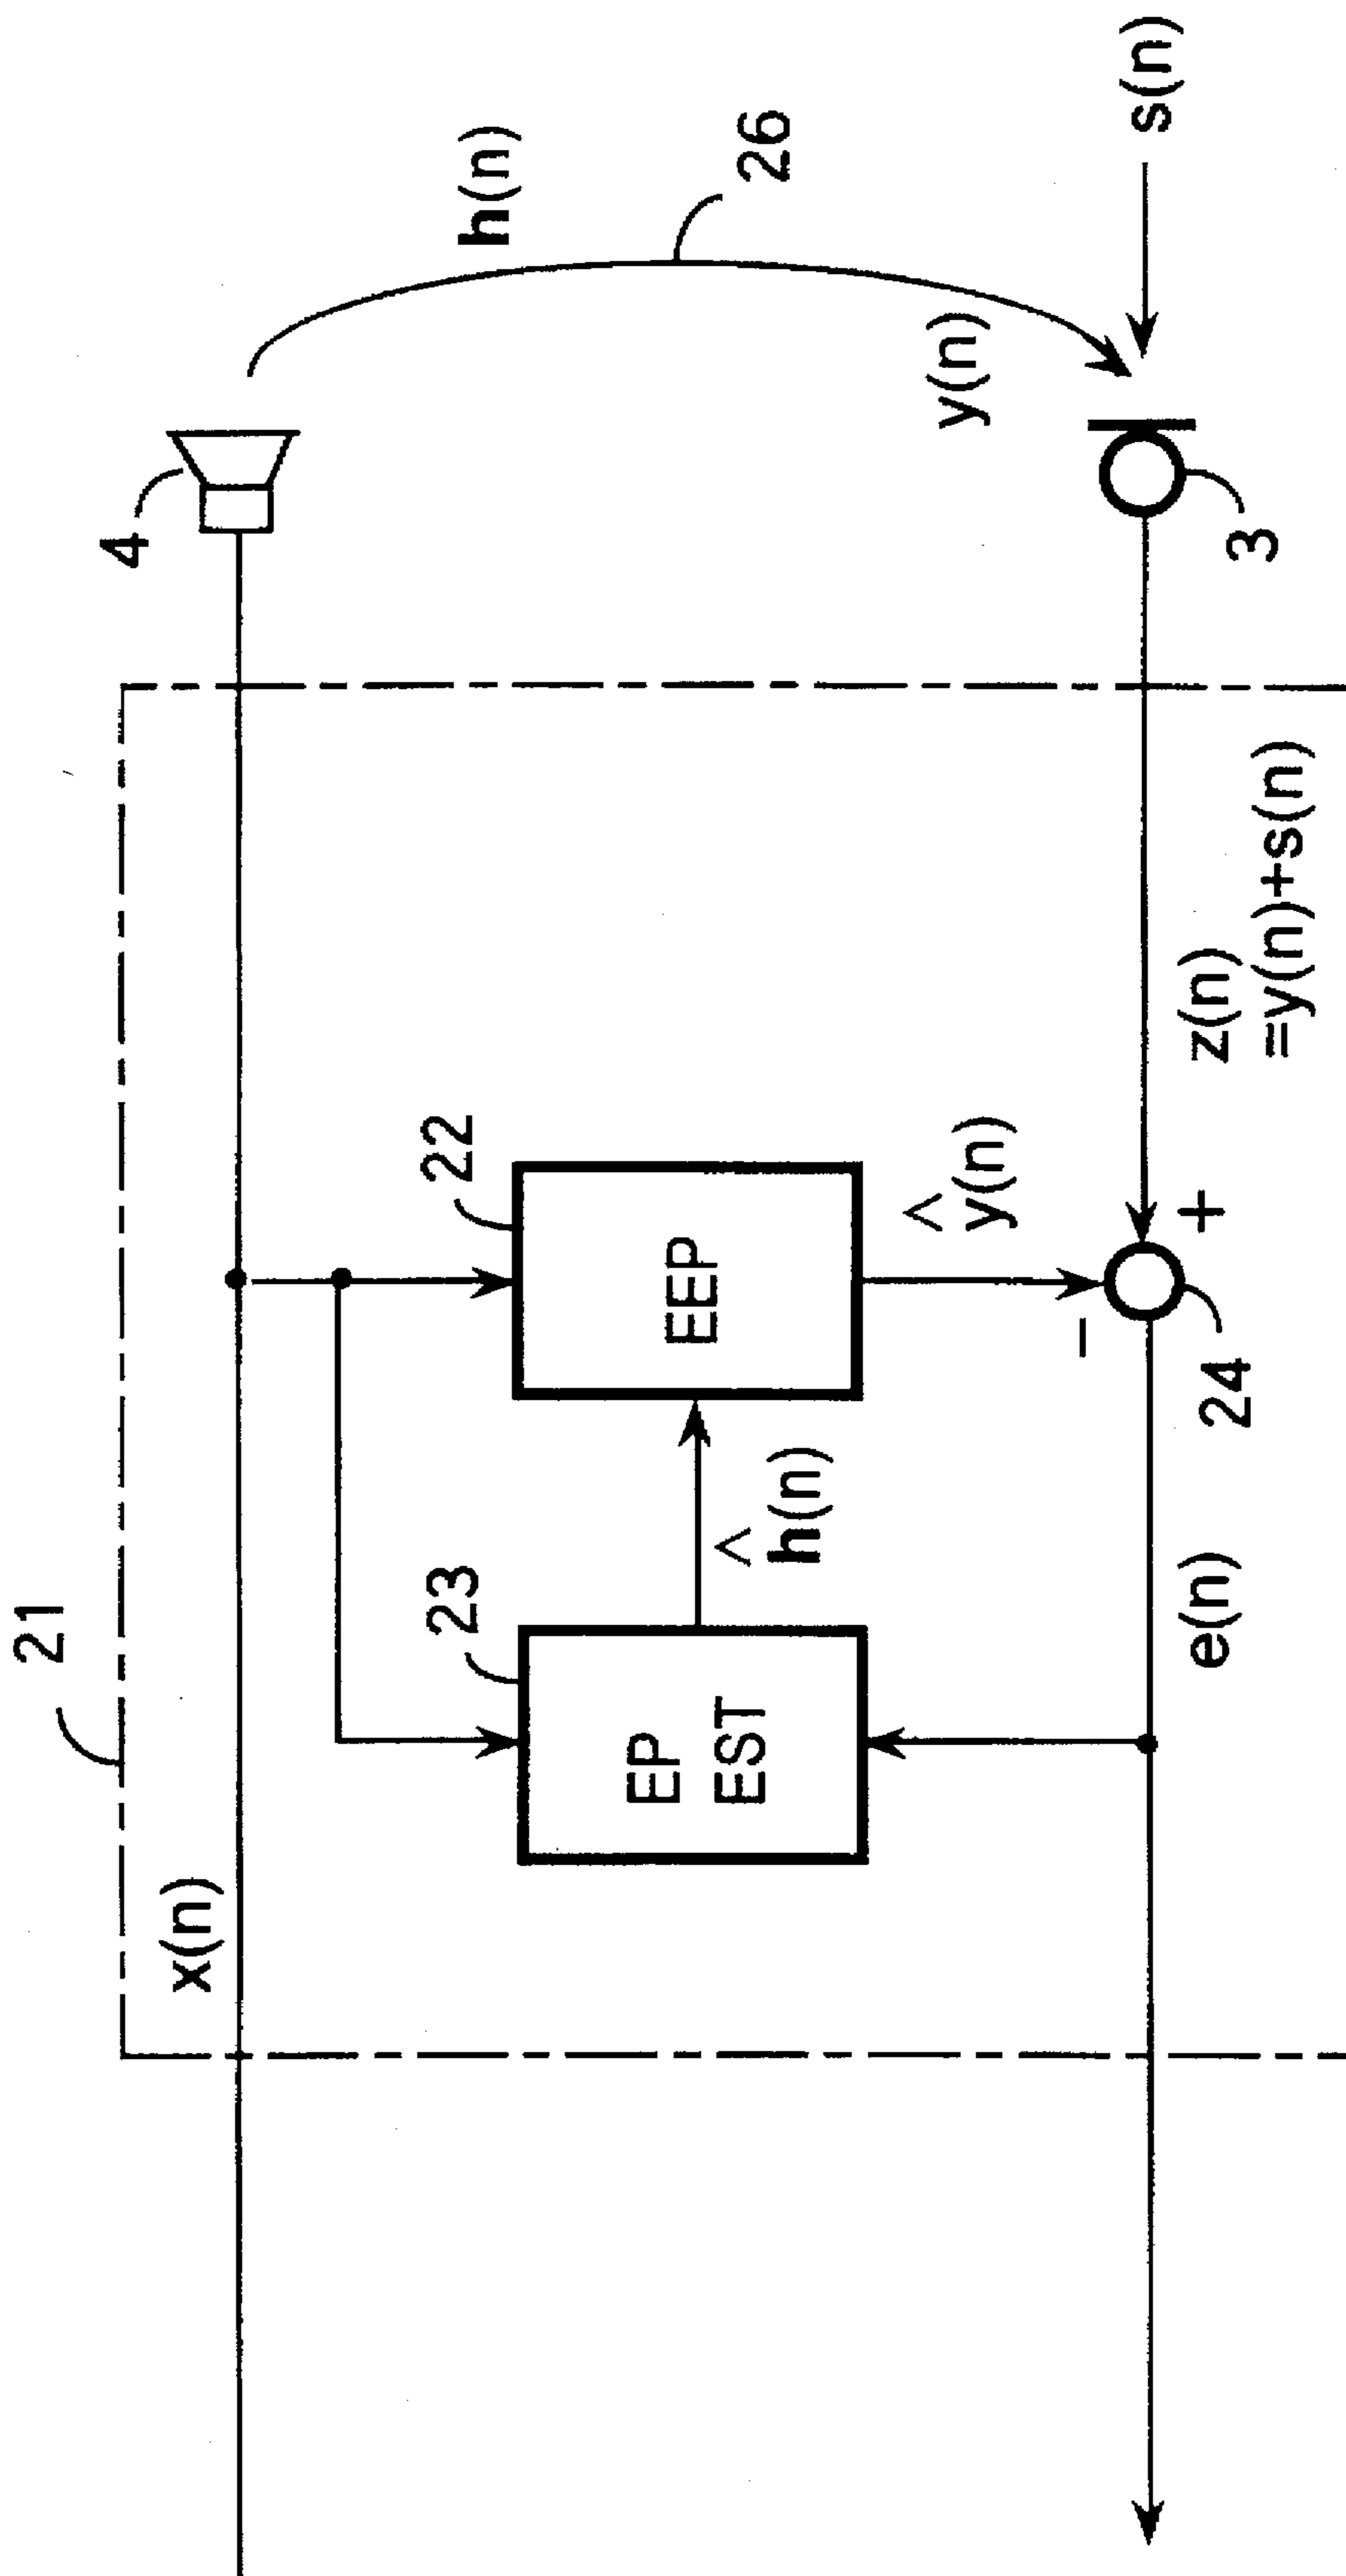 21
x(n)
4
h(n)
26
23
EP
EST
ĥ(n)
22
EEP
ŷ(n)
y(n)
s(n)
e(n)
-
+
24
z(n)
=y(n)+s(n)
3